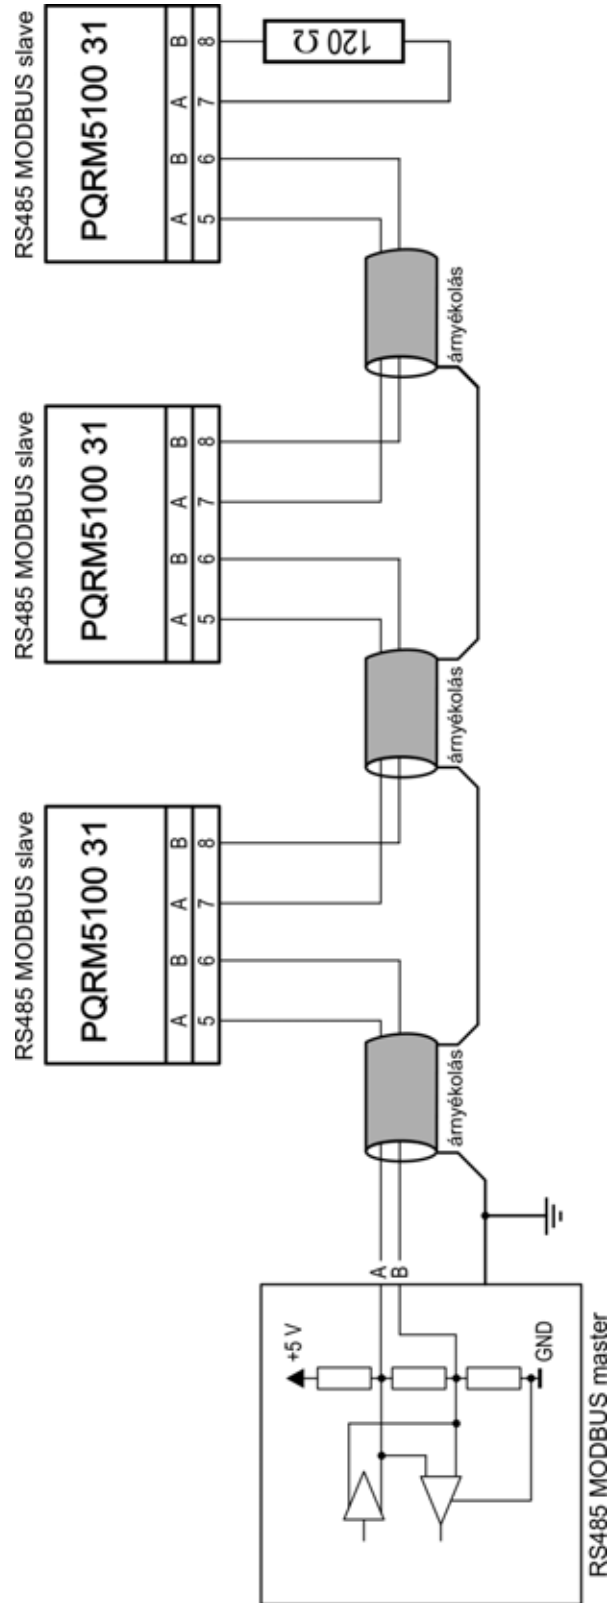 RS485 MODBUS slave
PQRM5100 31
A B A B
5 6 7 8
RS485 MODBUS slave
PQRM5100 31
A B A B
5 6 7 8
RS485 MODBUS slave
PQRM5100 31
A B A B
5 6 7 8
120 Ω
+5 V
A
B
GND
árnyékolás
árnyékolás
árnyékolás
RS485 MODBUS master